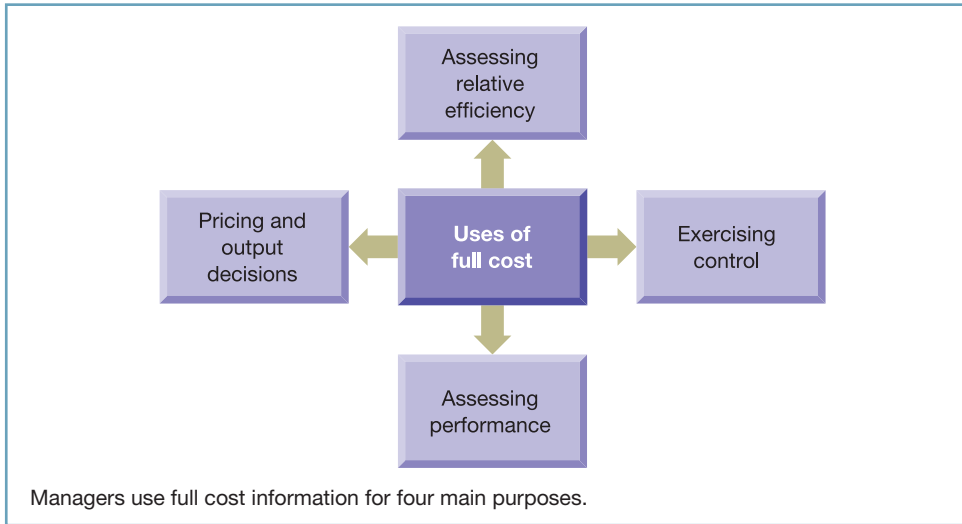 Assessing
relative
efficiency
Pricing and
output
decisions
Uses of
full cost
Exercising
control
Assessing
performance
Managers use full cost information for four main purposes.